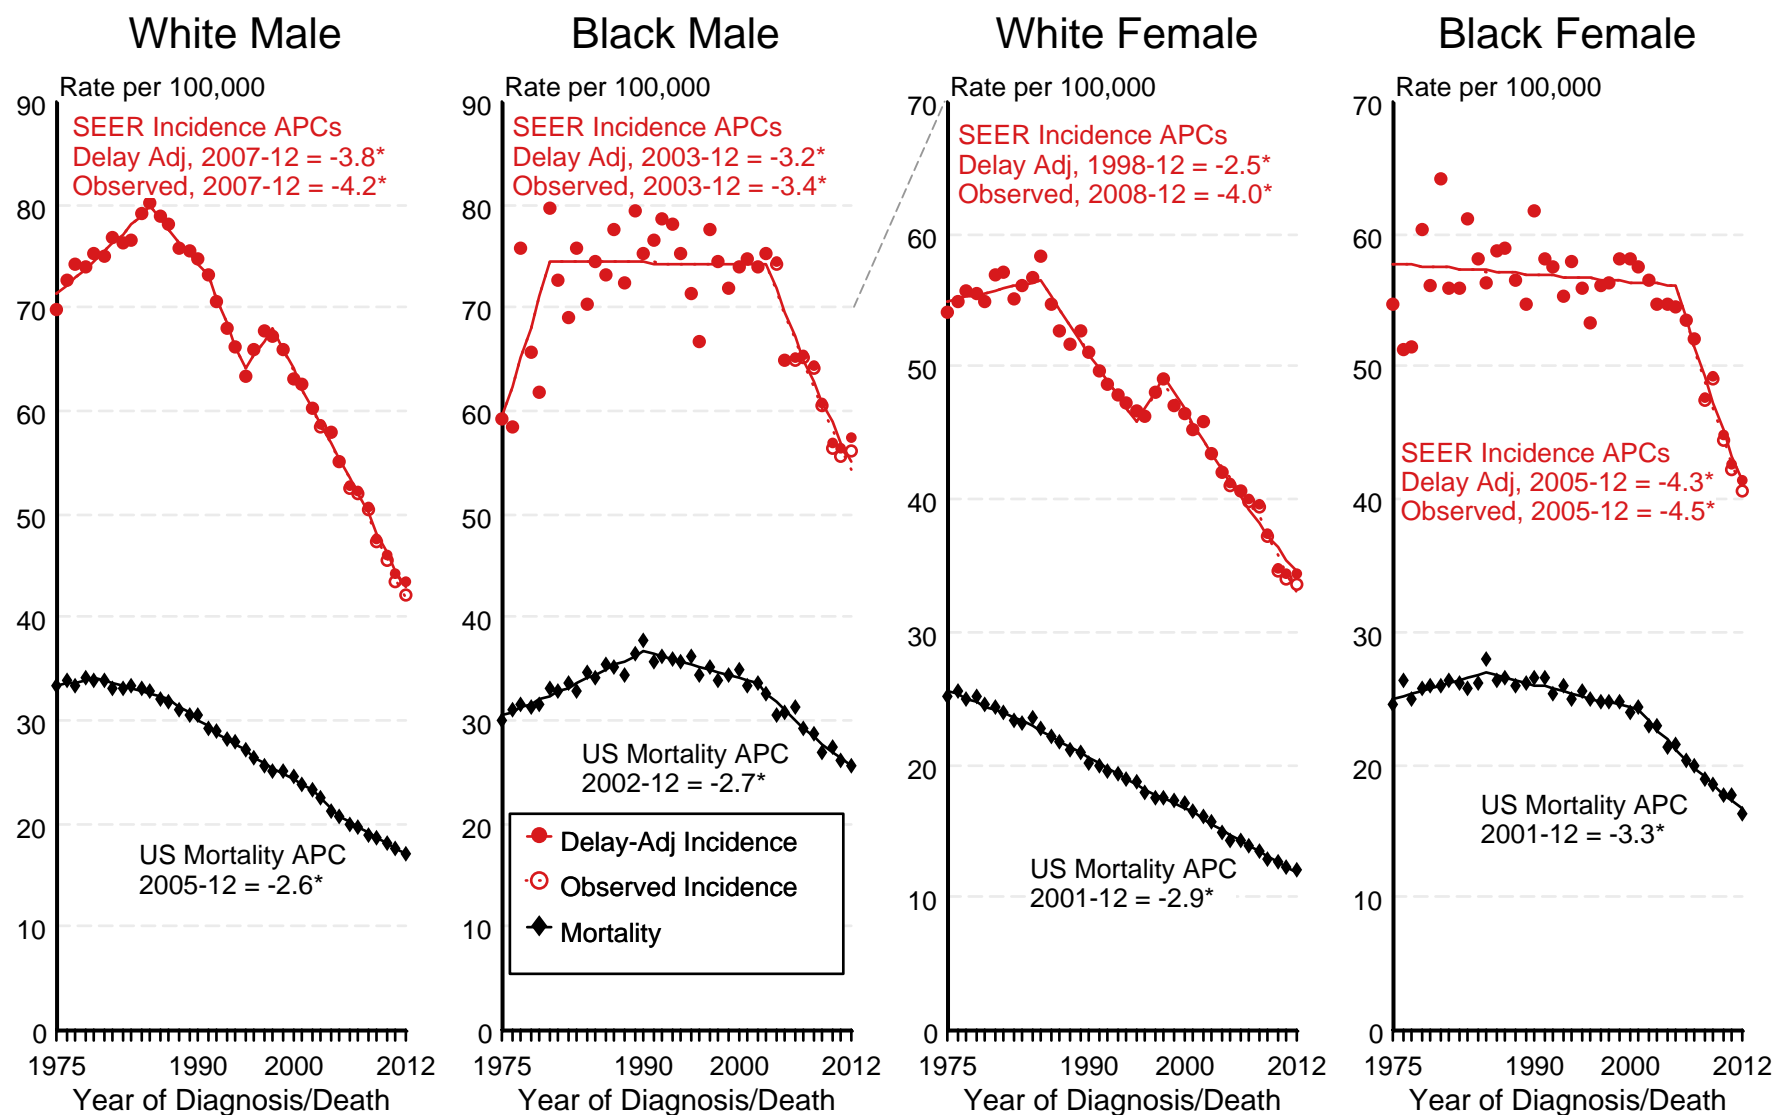 White Male
Rate per 100,000
90
80
70
60
50
40
30
20
10
0
SEER Incidence APCs
Delay Adj, 2007-12 = -3.8*
Observed, 2007-12 = -4.2*
US Mortality APC
2005-12 = -2.6*
1975 1990 2000 2012
Year of Diagnosis/Death
Black Male
Rate per 100,000
90
80
70
60
50
40
30
20
10
0
SEER Incidence APCs
Delay Adj, 2003-12 = -3.2*
Observed, 2003-12 = -3.4*
US Mortality APC
2002-12 = -2.7*
Delay-Adj Incidence
Observed Incidence
Mortality
1975 1990 2000 2012
Year of Diagnosis/Death
White Female
Rate per 100,000
70
60
50
40
30
20
10
0
SEER Incidence APCs
Delay Adj, 1998-12 = -2.5*
Observed, 2008-12 = -4.0*
US Mortality APC
2001-12 = -2.9*
1975 1990 2000 2012
Year of Diagnosis/Death
Black Female
Rate per 100,000
70
60
50
40
30
20
10
0
SEER Incidence APCs
Delay Adj, 2005-12 = -4.3*
Observed, 2005-12 = -4.5*
US Mortality APC
2001-12 = -3.3*
1975 1990 2000 2012
Year of Diagnosis/Death